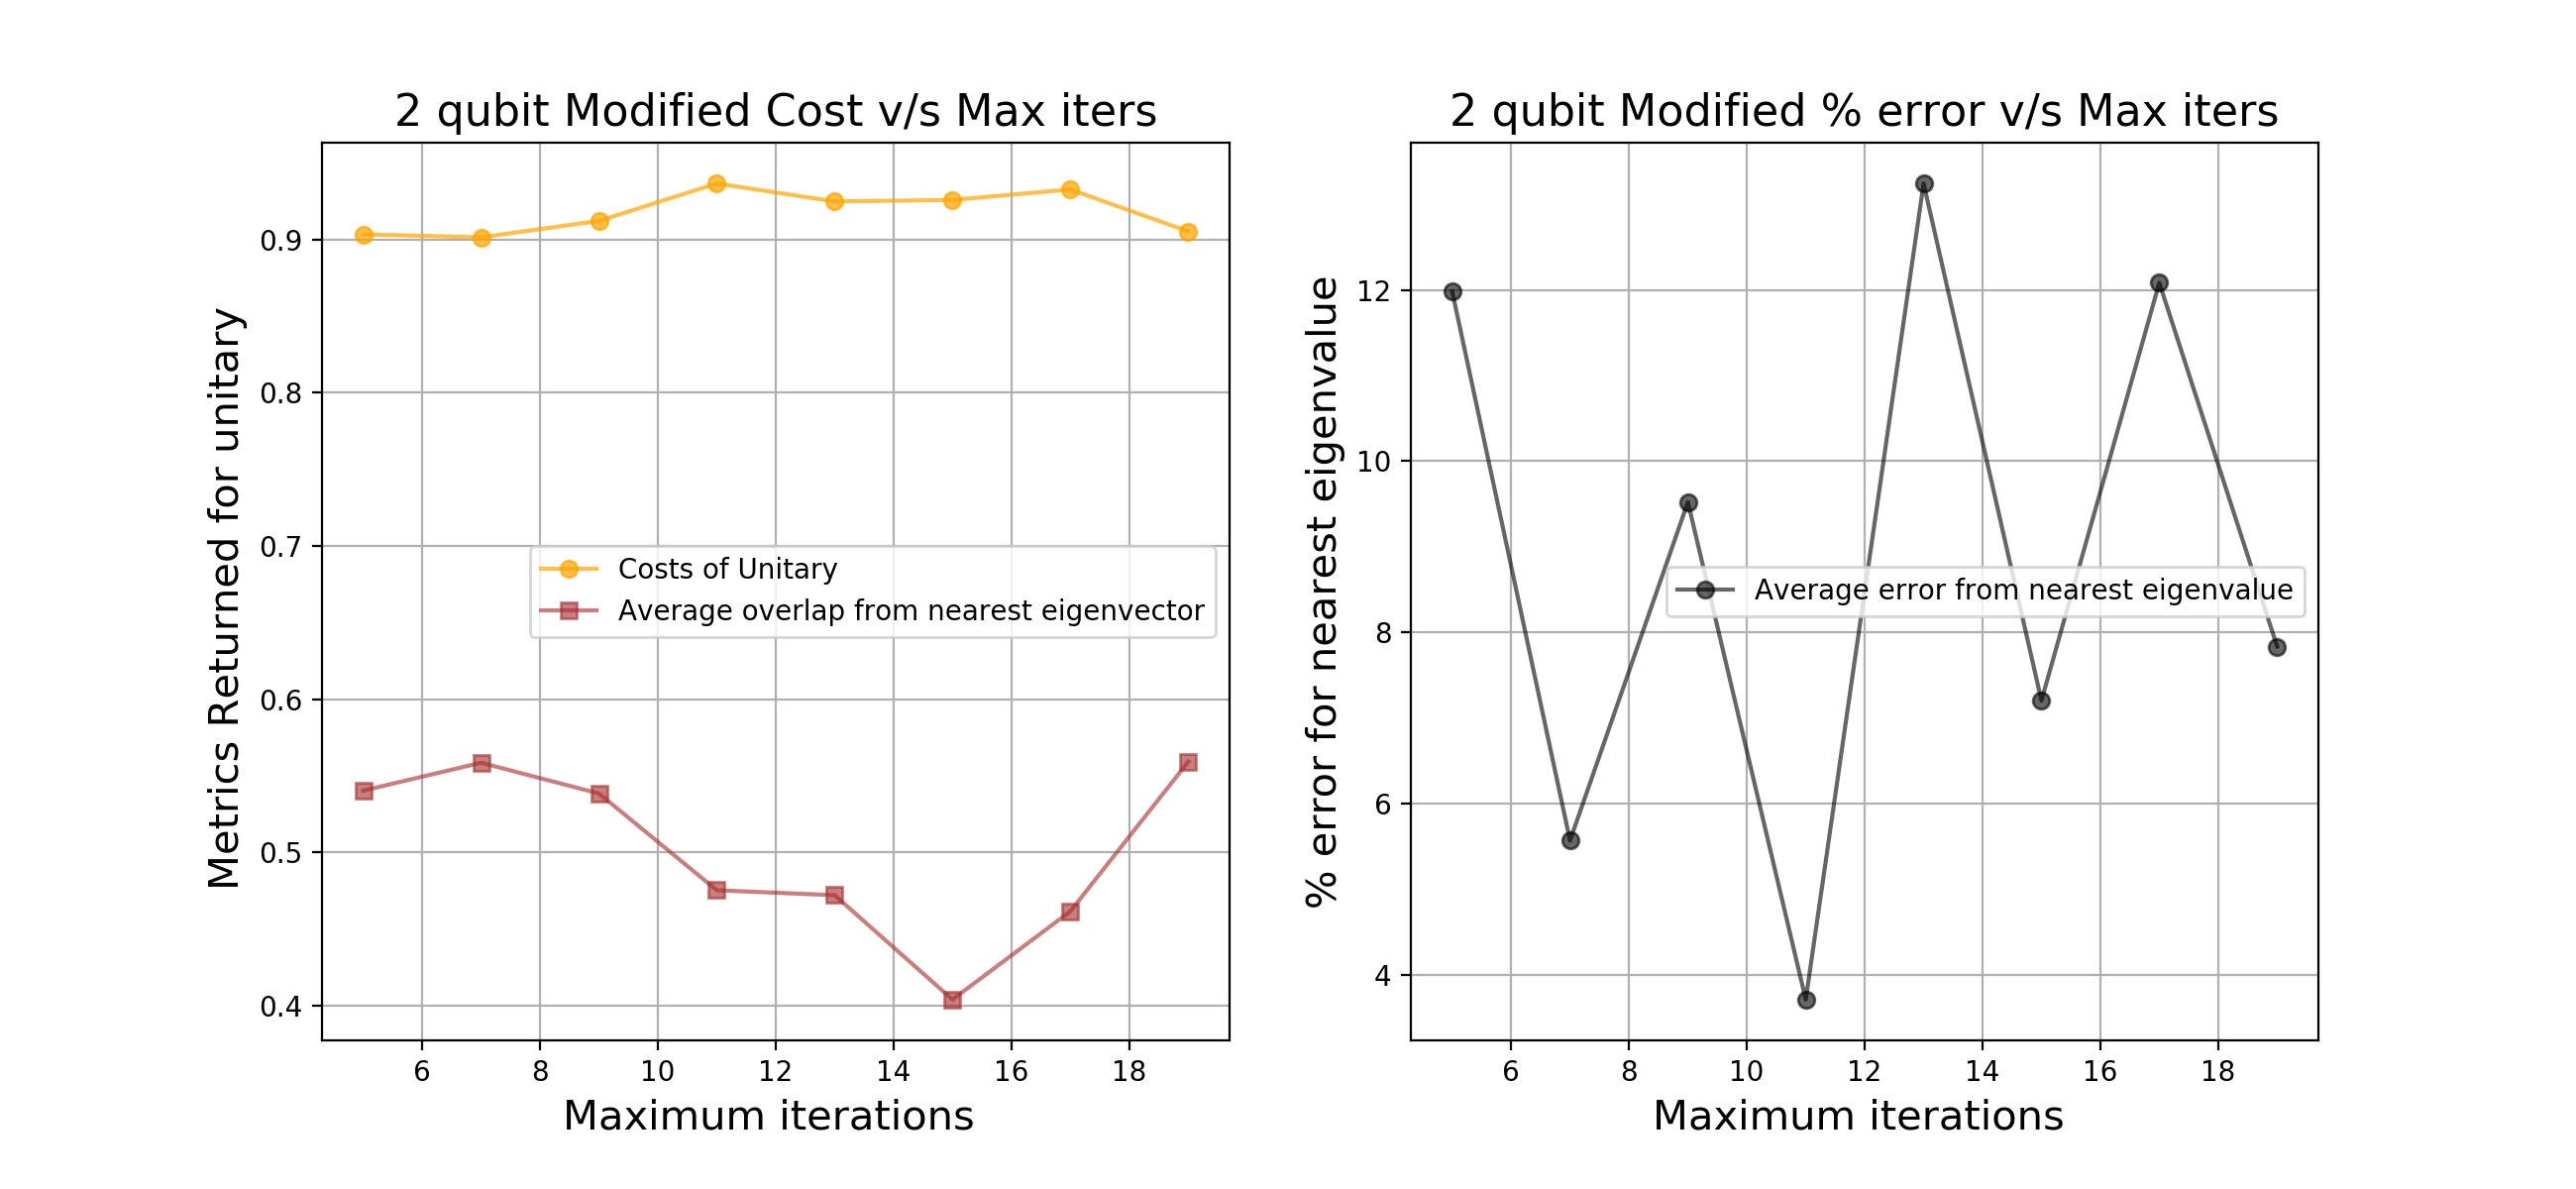 2 qubit Modified Cost v/s Max iters
Metrics Returned for unitary
0.9
0.8
0.7
0.6
0.5
0.4
Costs of Unitary
Average overlap from nearest eigenvector
6 8 10 12 14 16 18
Maximum iterations
2 qubit Modified % error v/s Max iters
% error for nearest eigenvalue
12
10
8
6
4
Average error from nearest eigenvalue
6 8 10 12 14 16 18
Maximum iterations